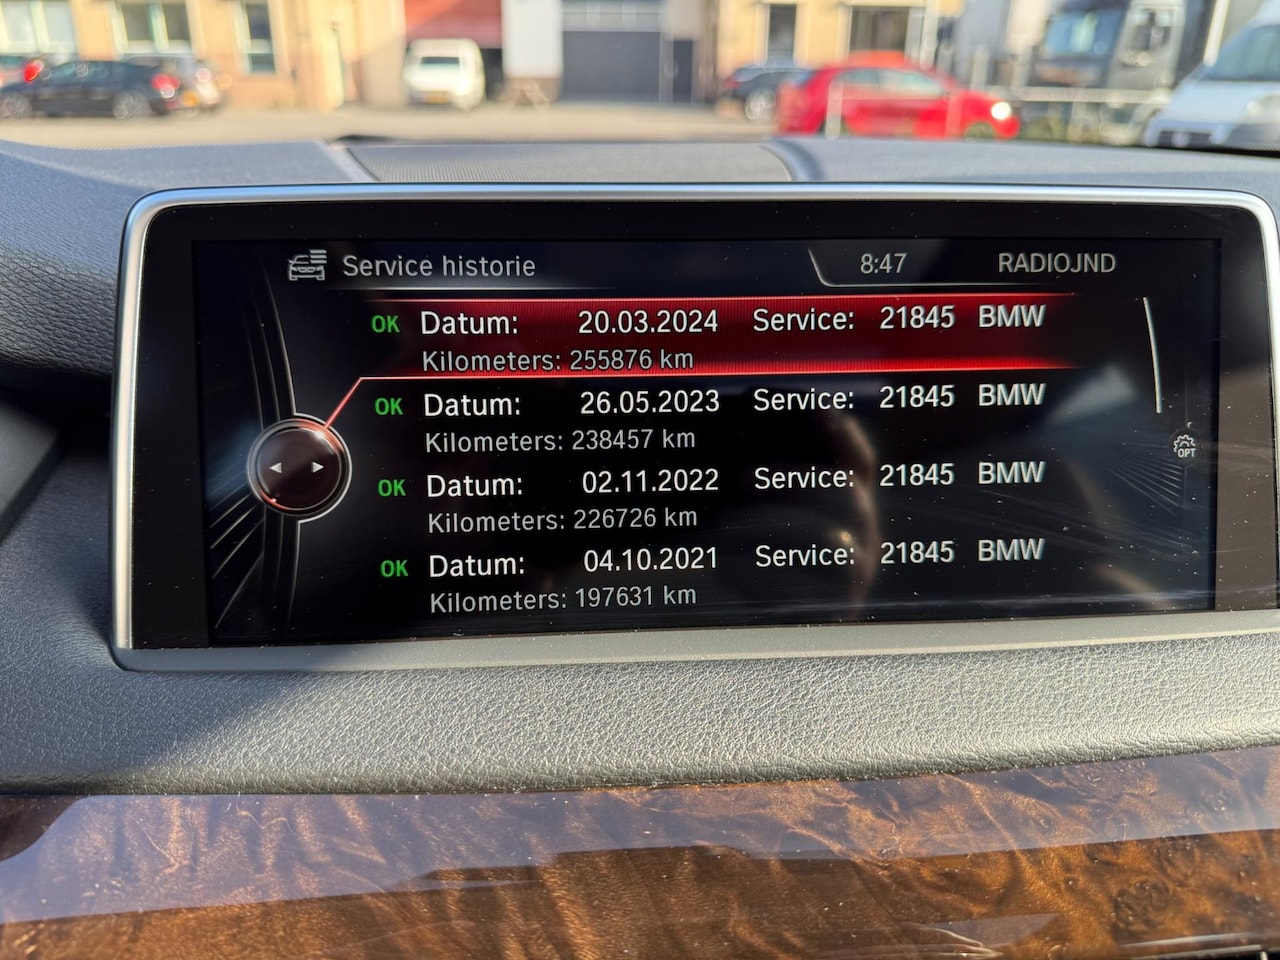 Service historie 8:47 RADIOJND
OK Datum: 20.03.2024 Service: 21845 BMW
Kilometers: 255876 km
OK Datum: 26.05.2023 Service: 21845 BMW
Kilometers: 238457 km
OPT
OK Datum: 02.11.2022 Service: 21845 BMW
Kilometers: 226726 km
OK Datum: 04.10.2021 Service: 21845 BMW
Kilometers: 197631 km